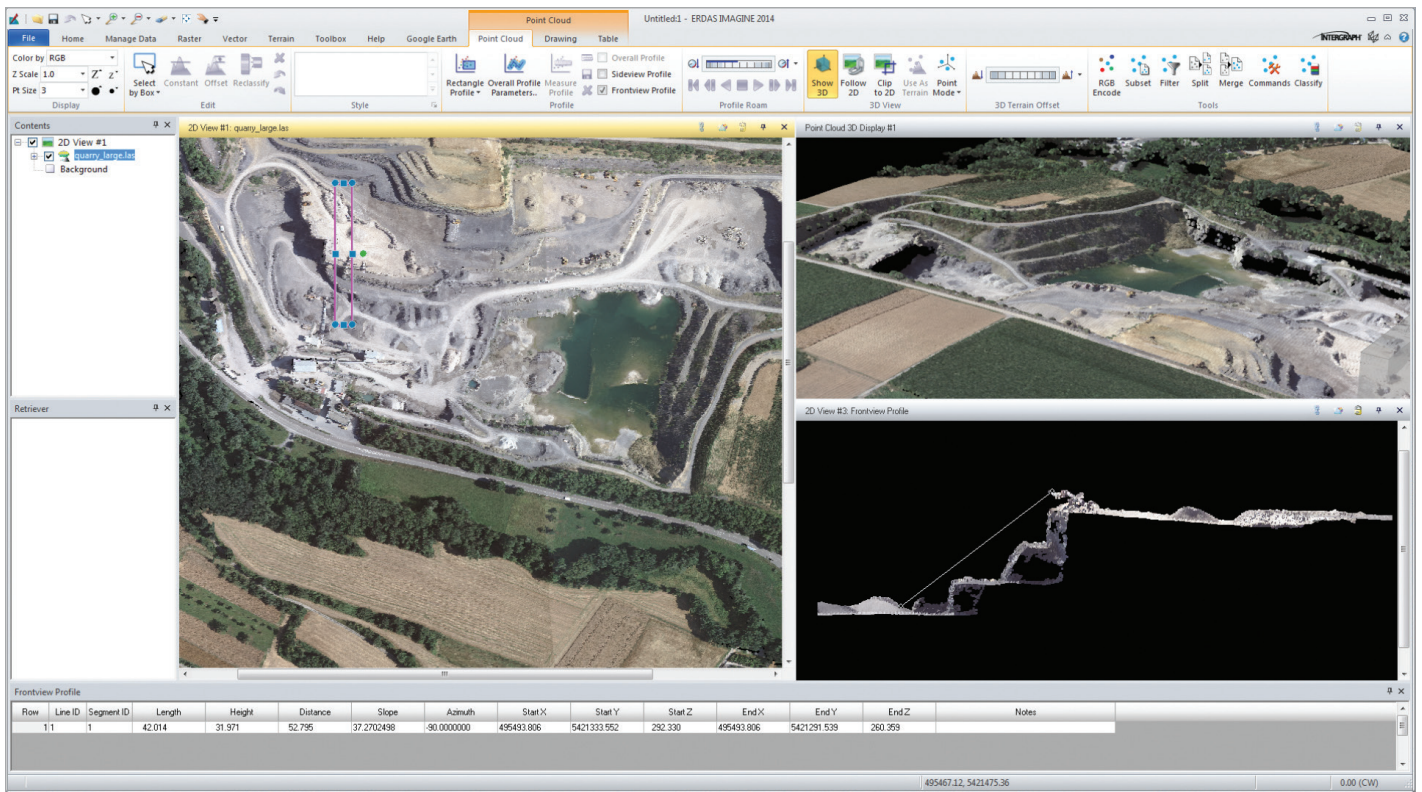 Point Cloud
Untitled:1 - ERDAS IMAGINE 2014
File Home Manage Data Raster Vector Terrain Toolbox Help Google Earth Point Cloud Drawing Table
INTERGRAPH
Color by RGB
Z Scale 1.0
Pt Size 3
Display
Select by Box
Constant
Offset
Reclassify
Edit
Style
Rectangle Profile
Overall Profile Parameters..
Measure Profile
Overall Profile
Sideview Profile
Frontview Profile
Profile
Profile Roam
Show 3D
Follow 2D
Clip to 2D
Use As Terrain
Point Mode
3D View
3D Terrain Offset
RGB Encode
Subset
Filter
Split
Merge
Commands
Classify
Tools
Contents
2D View #1
quarry_large.las
Background
Retriever
2D View #1: quarry_large.las
Point Cloud 3D Display #1
2D View #3: Frontview Profile
Frontview Profile
Row Line ID Segment ID Length Height Distance Slope Azimuth Start X Start Y Start Z End X End Y End Z Notes
1 1 1 42.014 31.971 52.795 37.2702498 -90.0000000 495493.806 5421333.552 292.330 495493.806 5421291.539 260.359
495467.12, 5421475.36
0.00 (CW)